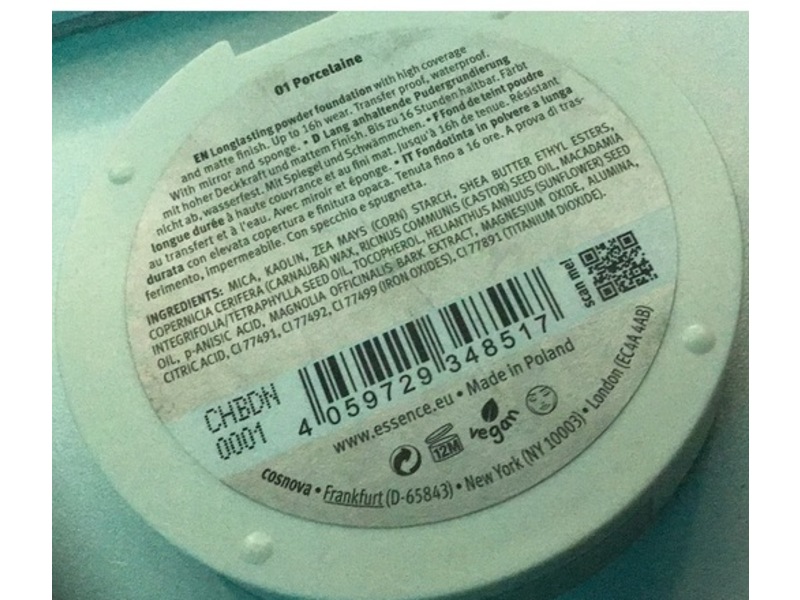 01 Porcelaine
EN Longlasting powder foundation with high coverage
and matte finish. Up to 16h wear. Transfer proof, waterproof.
With mirror and sponge. • D Lang anhaltende Pudergrundierung
mit hoher Deckkraft und mattem Finish. Bis zu 16 Stunden haltbar. Färbt
nicht ab, wasserfest. Mit Spiegel und Schwämmchen. • F Fond de teint poudre
longue durée à haute couvrance et au fini mat. Jusqu'à 16h de tenue. Résistant
au transfert et à l'eau. Avec miroir et éponge. • IT Fondotinta in polvere a lunga
durata con elevata copertura e finitura opaca. Tenuta fino a 16 ore. A prova di tras-
ferimento, impermeabile. Con specchio e spugnetta.
INGREDIENTS: MICA, KAOLIN, ZEA MAYS (CORN) STARCH, SHEA BUTTER ETHYL ESTERS,
COPERNICIA CERIFERA (CARNAUBA) WAX, RICINUS COMMUNIS (CASTOR) SEED OIL, MACADAMIA
INTEGRIFOLIA/TETRAPHYLLA SEED OIL, TOCOPHEROL, HELIANTHUS ANNUUS (SUNFLOWER) SEED
OIL, p-ANISIC ACID, MAGNOLIA OFFICINALIS BARK EXTRACT, MAGNESIUM OXIDE, ALUMINA,
CITRIC ACID, CI 77491, CI 77492, CI 77499 (IRON OXIDES), CI 77891 (TITANIUM DIOXIDE).
Scan me!
CHBDN
0001
4 059729 348517
www.essence.eu • Made in Poland
12M
vegan
cosnova • Frankfurt (D-65843) • New York (NY 10003) • London (EC4A 4AB)